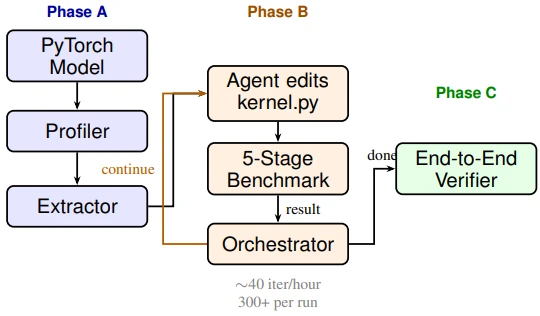 Phase A
PyTorch
Model
Profiler
Extractor
continue
Phase B
Agent edits
kernel.py
5-Stage
Benchmark
result
Orchestrator
~40 iter/hour
300+ per run
done
Phase C
End-to-End
Verifier